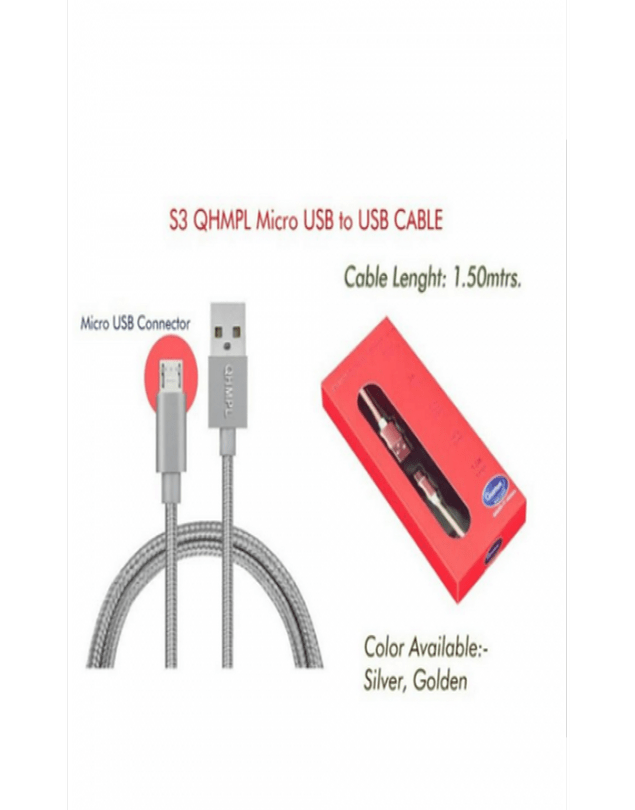 S3 QHMPL Micro USB to USB CABLE
Cable Lenght: 1.50mtrs.
Micro USB Connector
QHMPL
Color Available:-
Silver, Golden